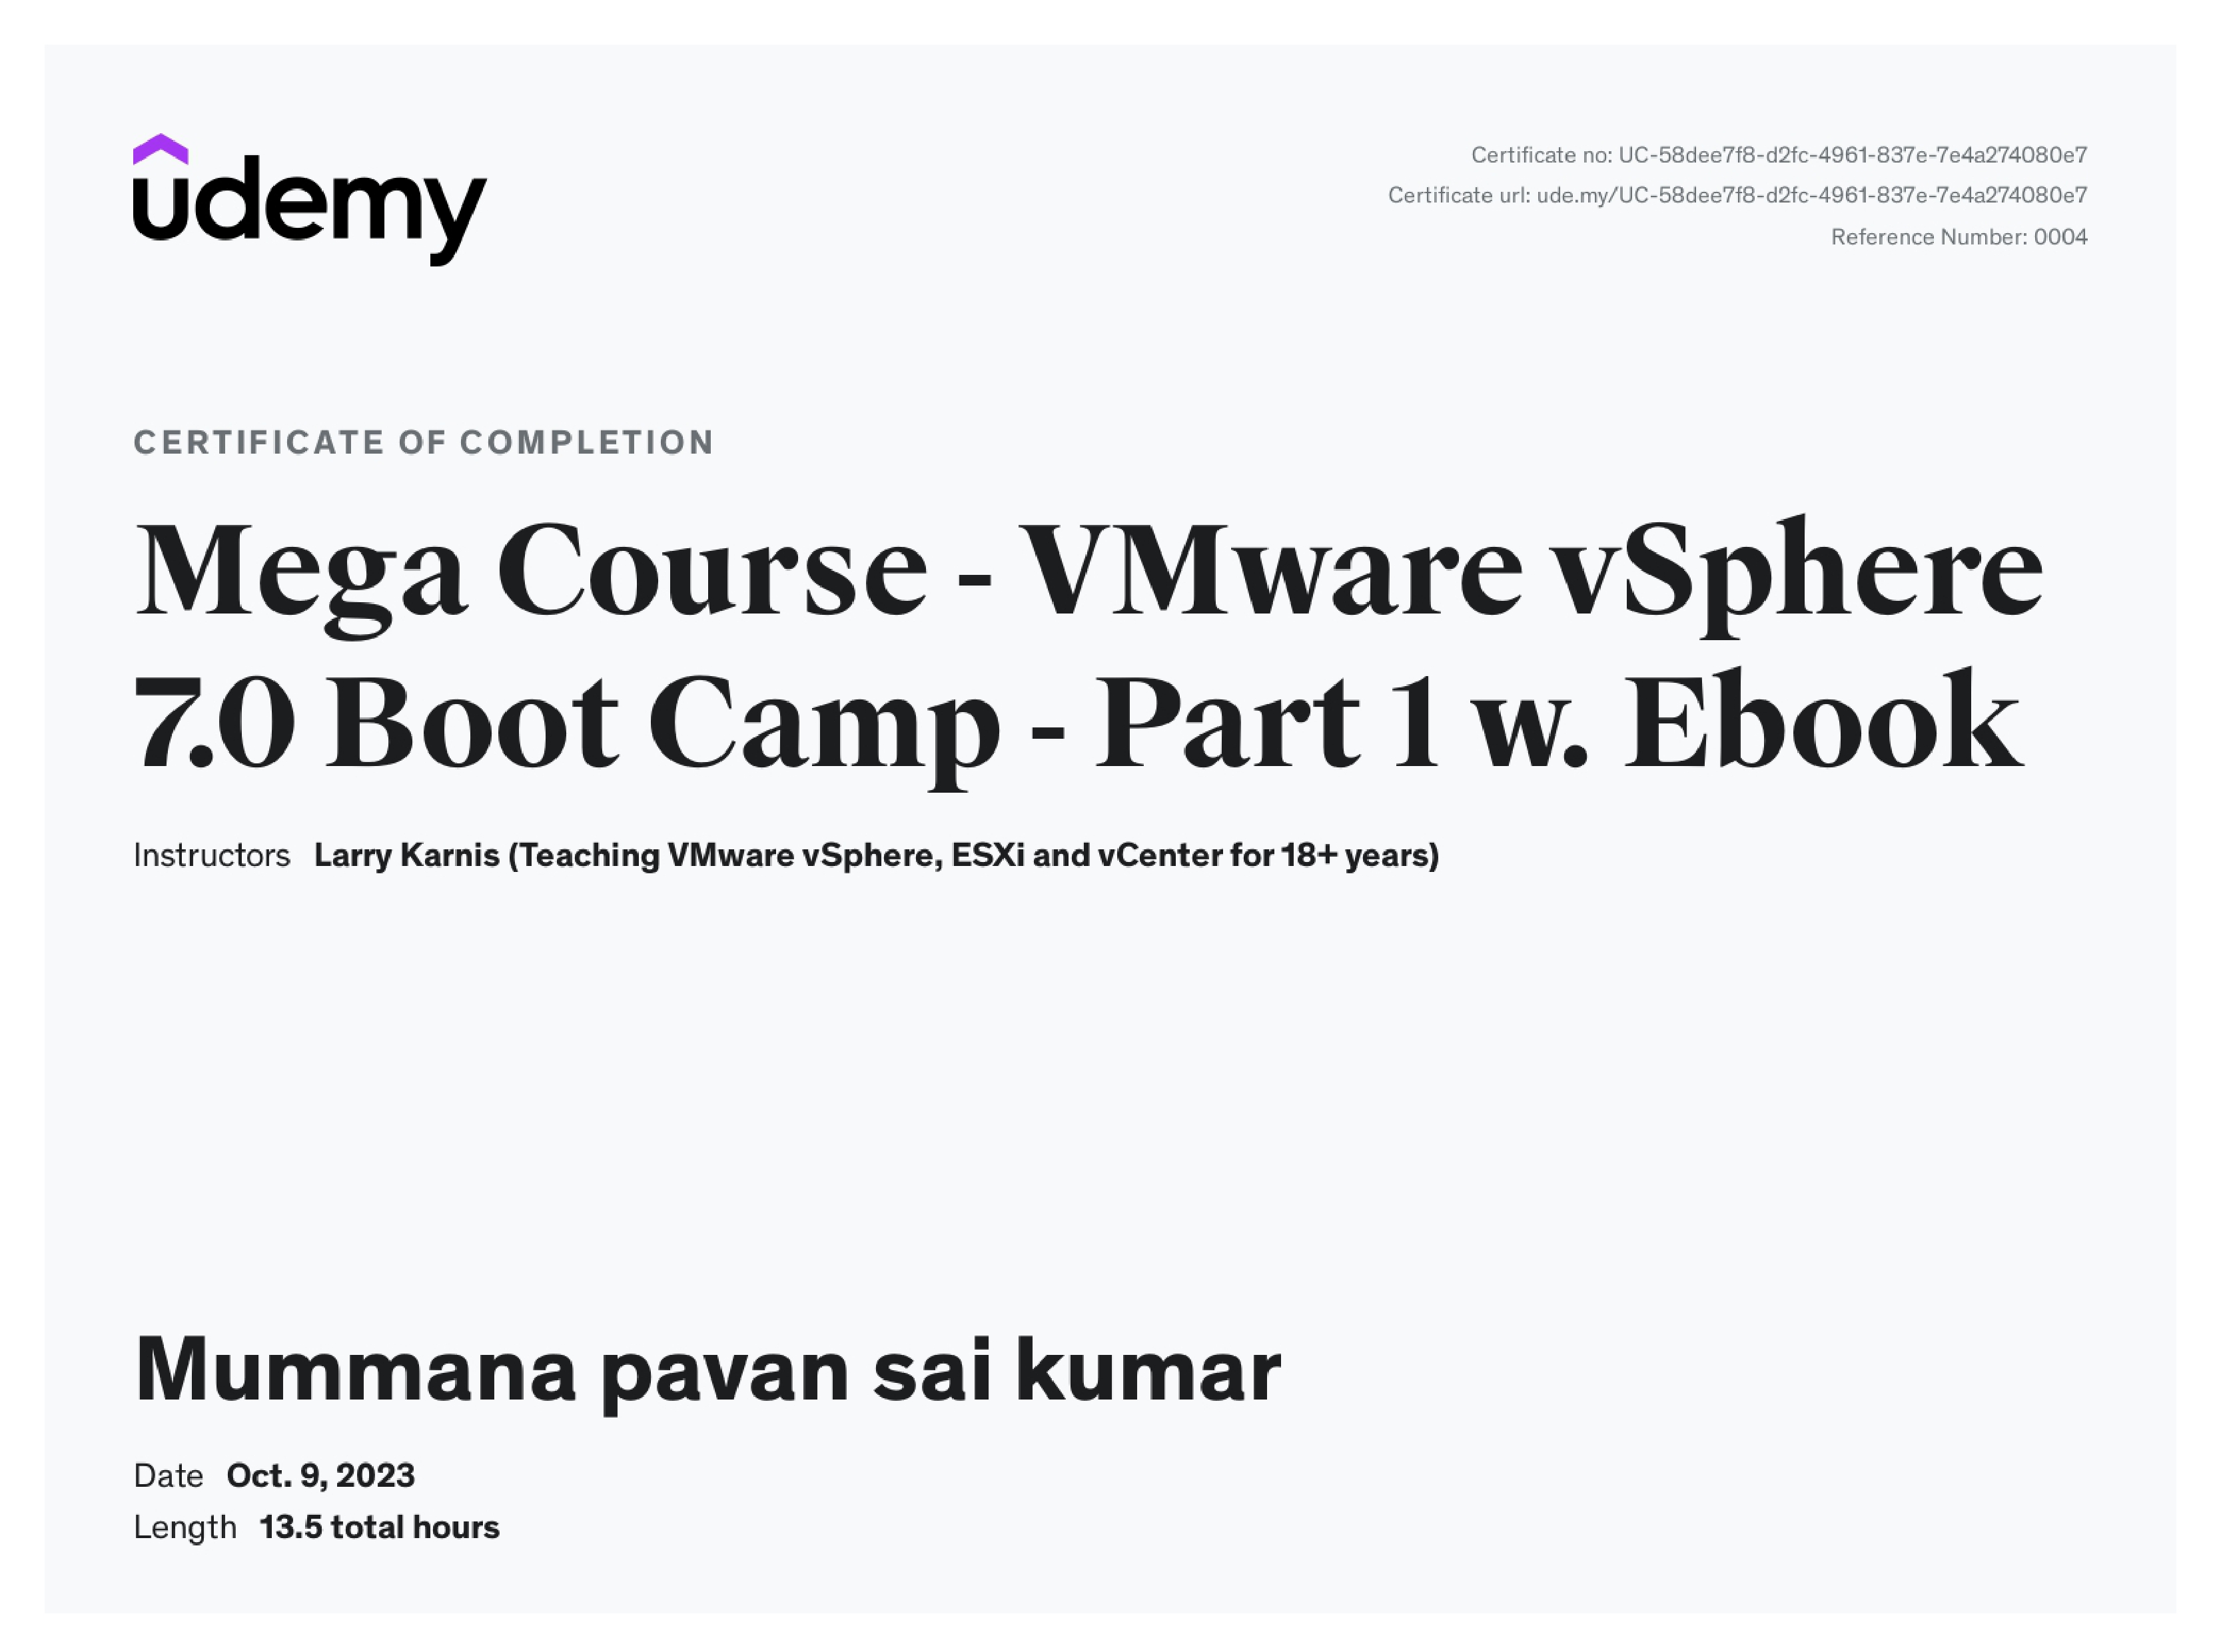 udemy
Certificate no: UC-58dee7f8-d2fc-4961-837e-7e4a274080e7
Certificate url: ude.my/UC-58dee7f8-d2fc-4961-837e-7e4a274080e7
Reference Number: 0004
CERTIFICATE OF COMPLETION
Mega Course - VMware vSphere
7.0 Boot Camp - Part 1 w. Ebook
Instructors Larry Karnis (Teaching VMware vSphere, ESXi and vCenter for 18+ years)
Mummana pavan sai kumar
Date Oct. 9, 2023
Length 13.5 total hours